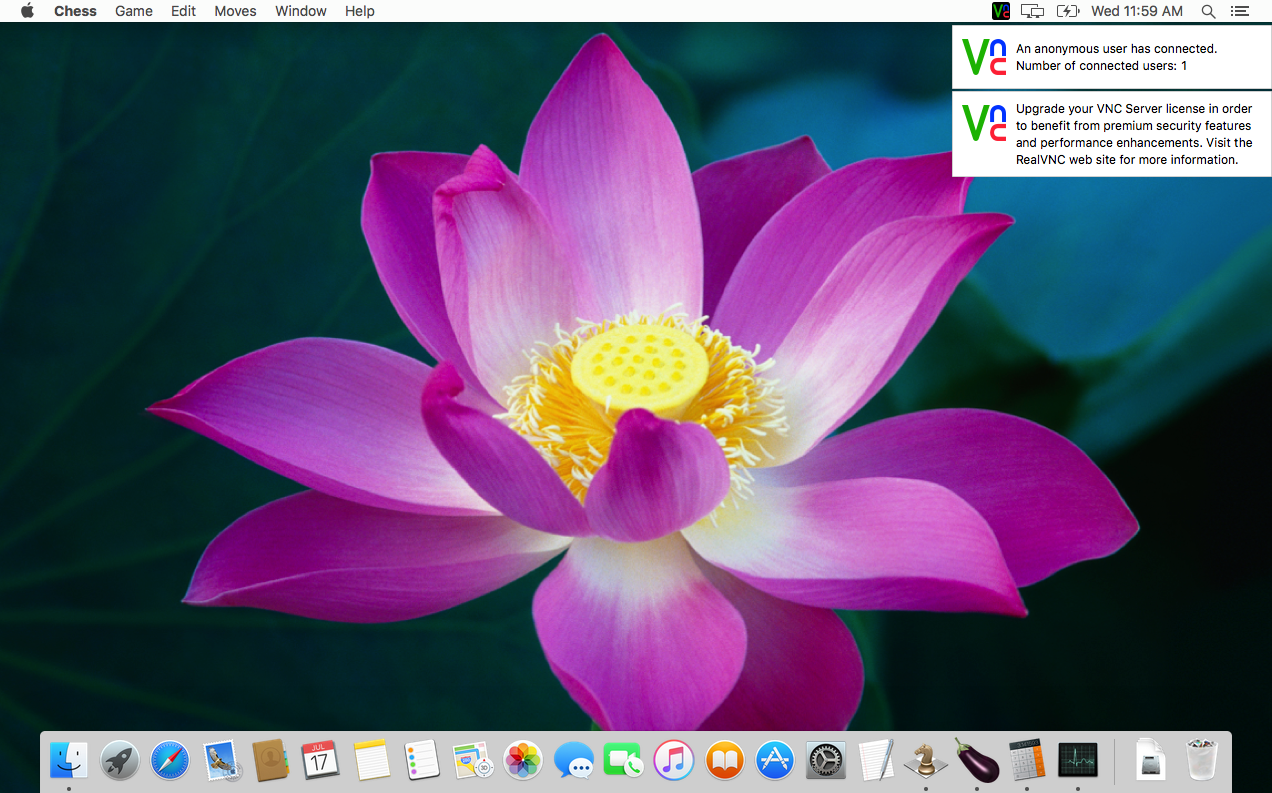 Chess Game Edit Moves Window Help Wed 11:59 AM
An anonymous user has connected.
Number of connected users: 1
Upgrade your VNC Server license in order
to benefit from premium security features
and performance enhancements. Visit the
RealVNC web site for more information.
JUL
17